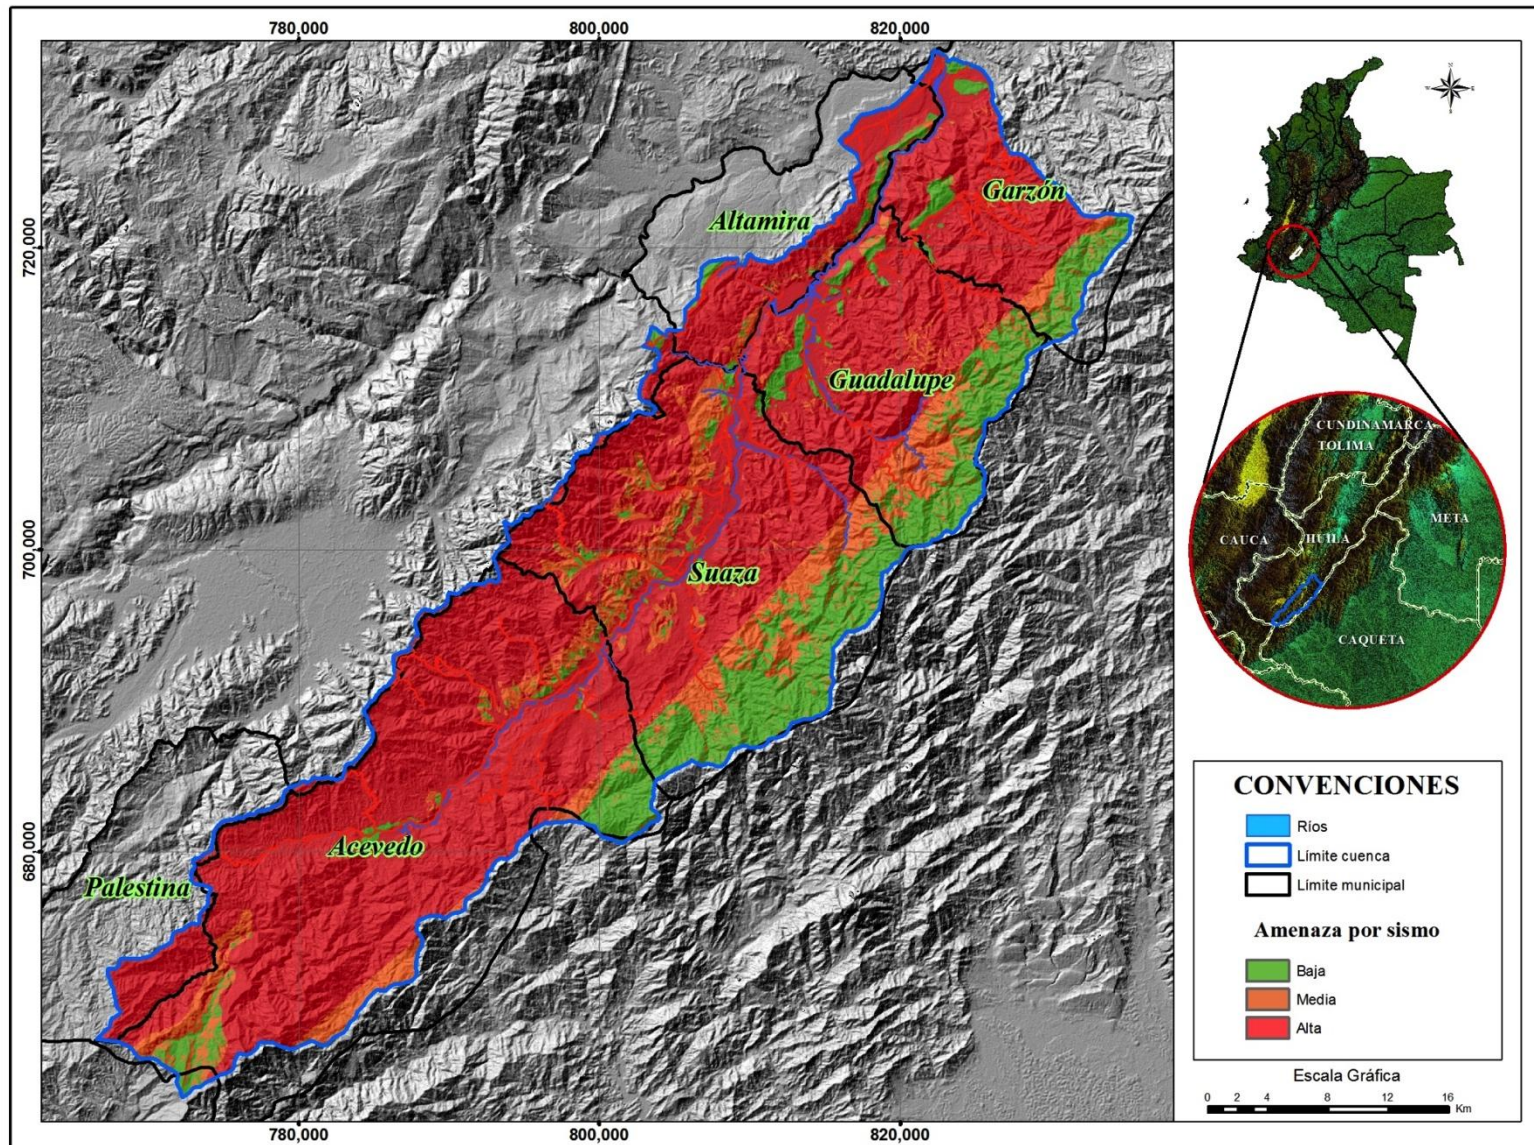 780,000
800,000
820,000
720,000
700,000
680,000
Garzón
Altamira
Guadalupe
Suaza
Acevedo
Palestina
780,000
800,000
820,000
N
W
E
S
CUNDINAMARCA
TOLIMA
META
CAUCA
HUILA
CAQUETA
CONVENCIONES
Ríos
Límite cuenca
Límite municipal
Amenaza por sismo
Baja
Media
Alta
Escala Gráfica
0 2 4 8 12 16
Km